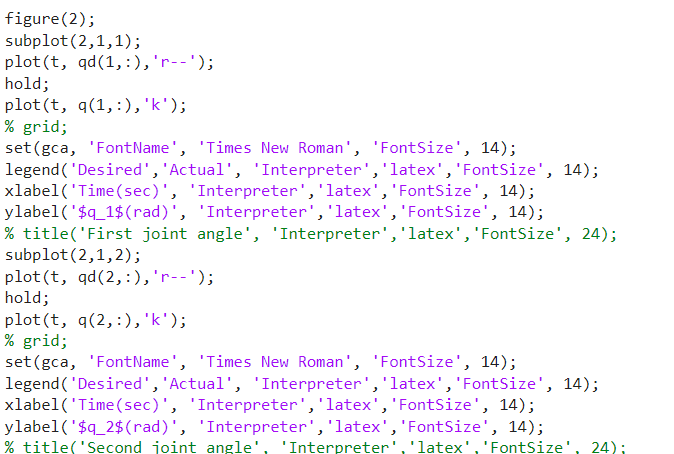 figure(2);
subplot(2,1,1);
plot(t, qd(1,:),'r--');
hold;
plot(t, q(1,:),'k');
% grid;
set(gca, 'FontName', 'Times New Roman', 'FontSize', 14);
legend('Desired','Actual', 'Interpreter','latex','FontSize', 14);
xlabel('Time(sec)', 'Interpreter','latex','FontSize', 14);
ylabel('$q_1$(rad)', 'Interpreter','latex','FontSize', 14);
% title('First joint angle', 'Interpreter','latex','FontSize', 24);
subplot(2,1,2);
plot(t, qd(2,:),'r--');
hold;
plot(t, q(2,:),'k');
% grid;
set(gca, 'FontName', 'Times New Roman', 'FontSize', 14);
legend('Desired','Actual', 'Interpreter','latex','FontSize', 14);
xlabel('Time(sec)', 'Interpreter','latex','FontSize', 14);
ylabel('$q_2$(rad)', 'Interpreter','latex','FontSize', 14);
% title('Second joint angle', 'Interpreter','latex','FontSize', 24);